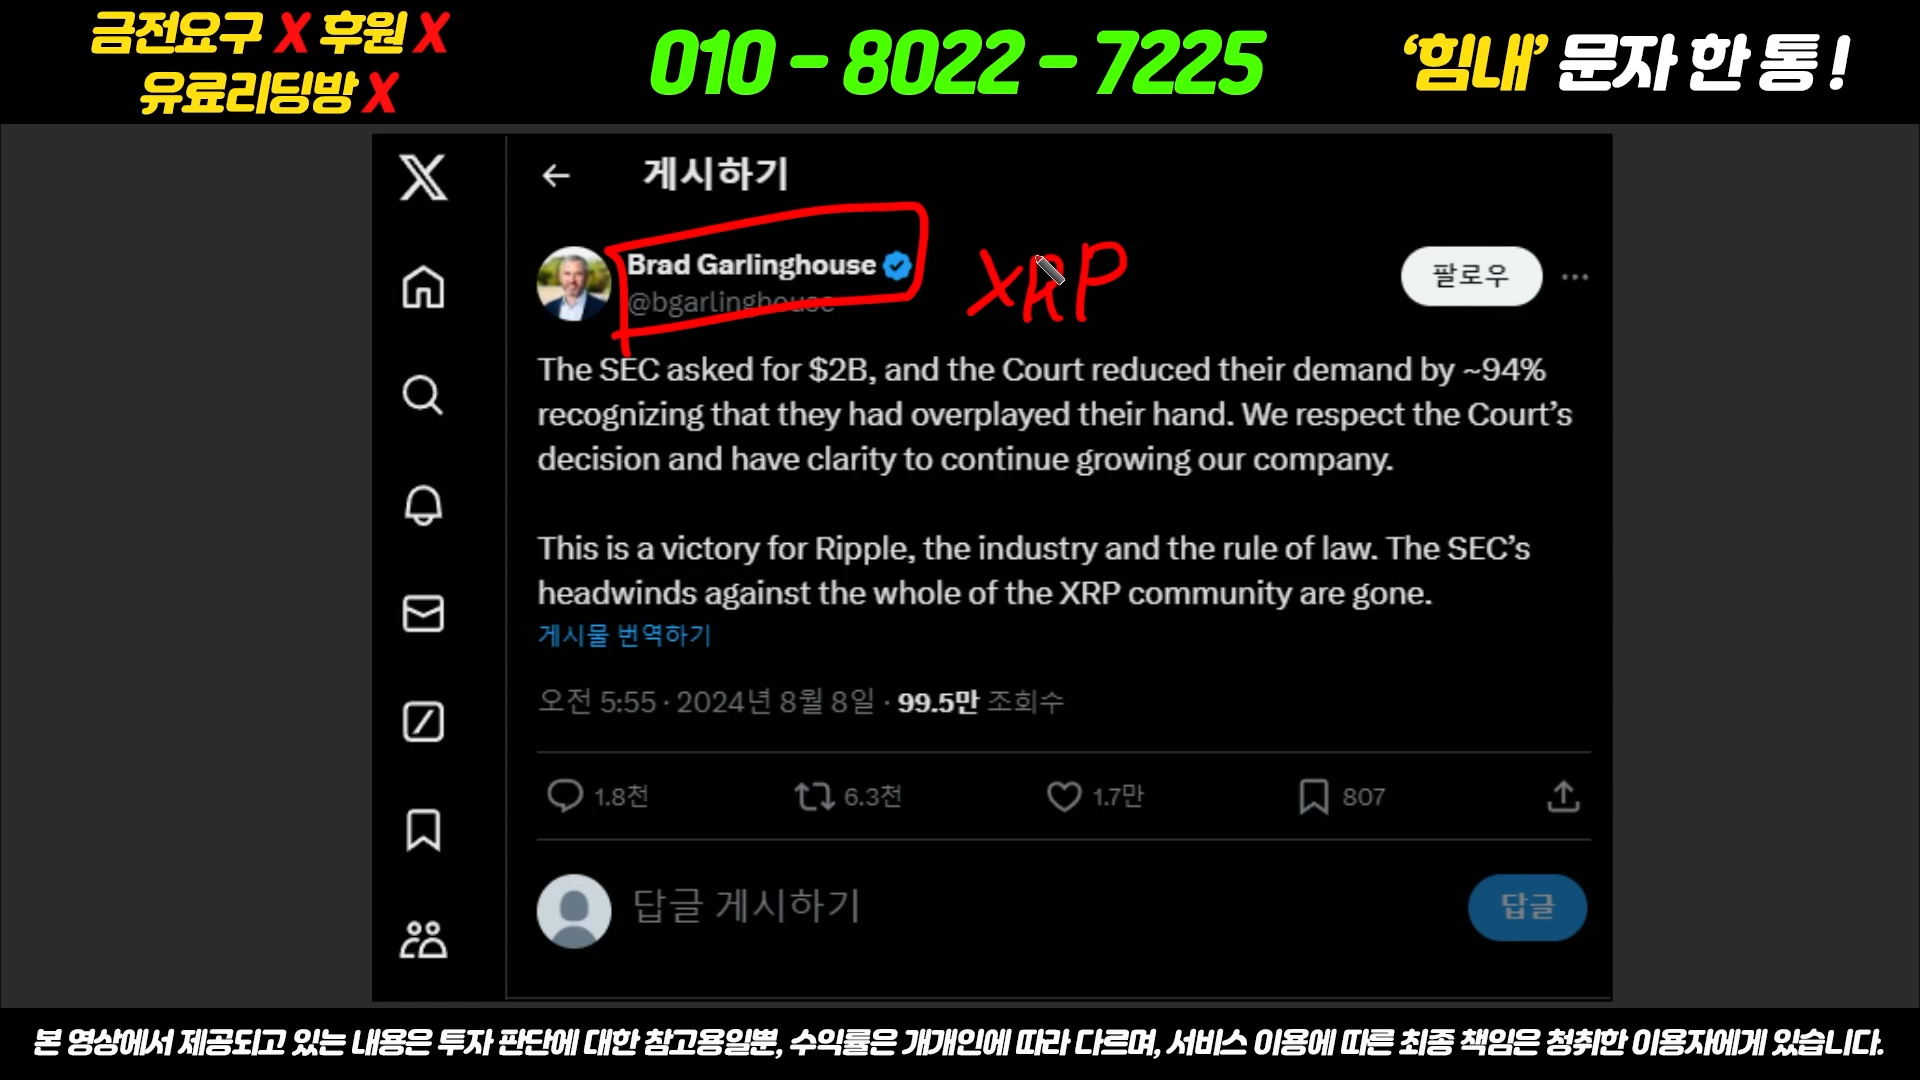 금전요구 X 후원 X
유료리딩방 X
010 - 8022 - 7225
‘힘내’ 문자 한 통 !
게시하기
Brad Garlinghouse
@bgarlinghouse
XRP
팔로우
The SEC asked for $2B, and the Court reduced their demand by ~94%
recognizing that they had overplayed their hand. We respect the Court’s
decision and have clarity to continue growing our company.
This is a victory for Ripple, the industry and the rule of law. The SEC’s
headwinds against the whole of the XRP community are gone.
게시물 번역하기
오전 5:55 · 2024년 8월 8일 · 99.5만 조회수
1.8천 6.3천 1.7만 807
답글 게시하기
답글
본 영상에서 제공되고 있는 내용은 투자 판단에 대한 참고용일뿐, 수익률은 개개인에 따라 다르며, 서비스 이용에 따른 최종 책임은 청취한 이용자에게 있습니다.